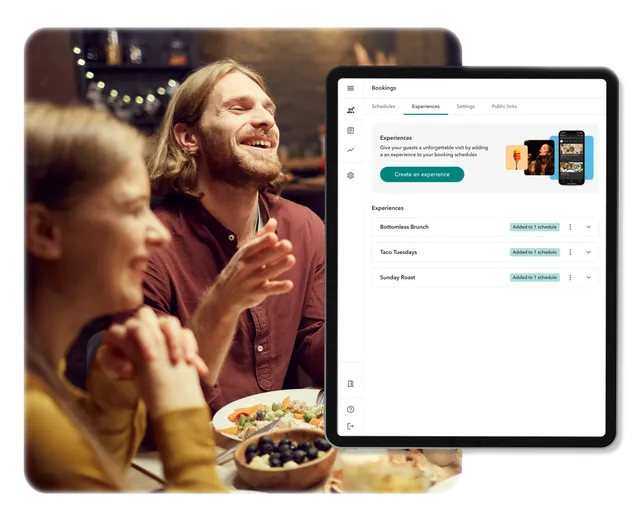 Bookings
Schedules Experiences Settings Public links
Experiences
Give your guests a unforgettable visit by adding
a an experience to your booking schedules
Create an experience
Experiences
Bottomless Brunch Added to 1 schedule
Taco Tuesdays Added to 1 schedule
Sunday Roast Added to 1 schedule